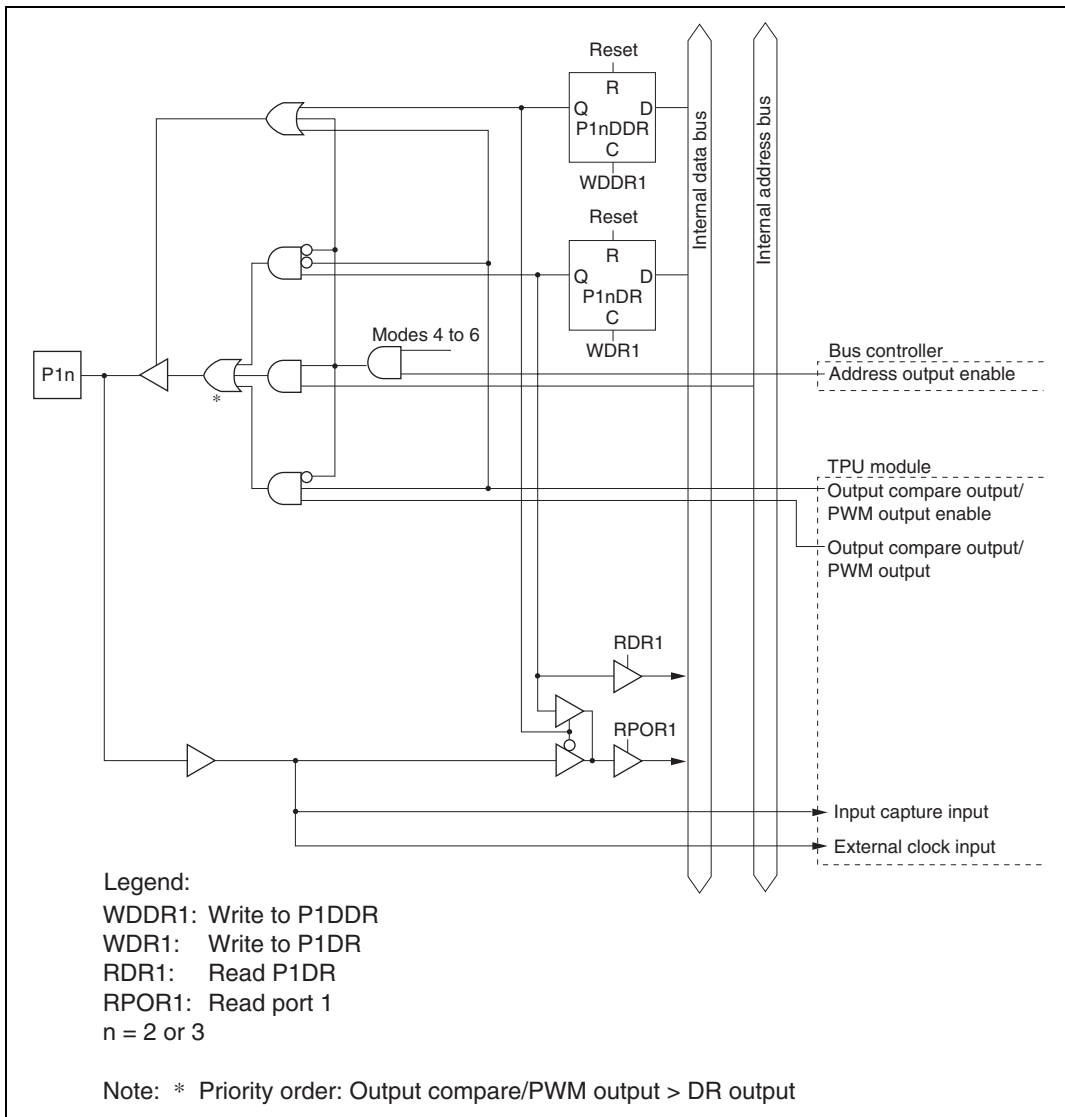 Reset
R
Q D
P1nDDR
C
WDDR1
Reset
R
Q D
P1nDR
C
WDR1
Internal data bus
Internal address bus
Modes 4 to 6
P1n
*
Bus controller
Address output enable
TPU module
Output compare output/
PWM output enable
Output compare output/
PWM output
RDR1
RPOR1
Input capture input
External clock input
Legend:
WDDR1: Write to P1DDR
WDR1: Write to P1DR
RDR1: Read P1DR
RPOR1: Read port 1
n = 2 or 3
Note: * Priority order: Output compare/PWM output > DR output